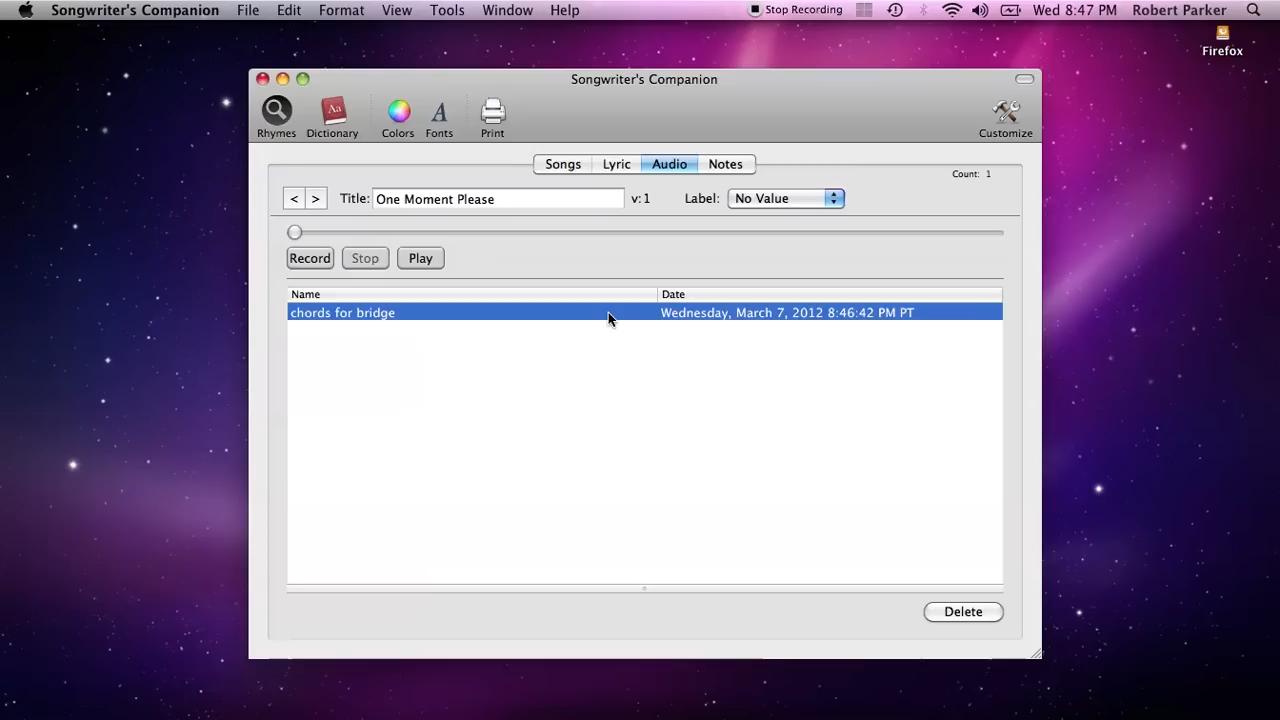 Songwriter's Companion File Edit Format View Tools Window Help Stop Recording Wed 8:47 PM Robert Parker
Firefox
Songwriter's Companion
Aa A
Rhymes Dictionary Colors Fonts Print Customize
Songs Lyric Audio Notes
Count: 1
< > Title: One Moment Please v:1 Label: No Value
Record Stop Play
Name Date
chords for bridge Wednesday, March 7, 2012 8:46:42 PM PT
Delete